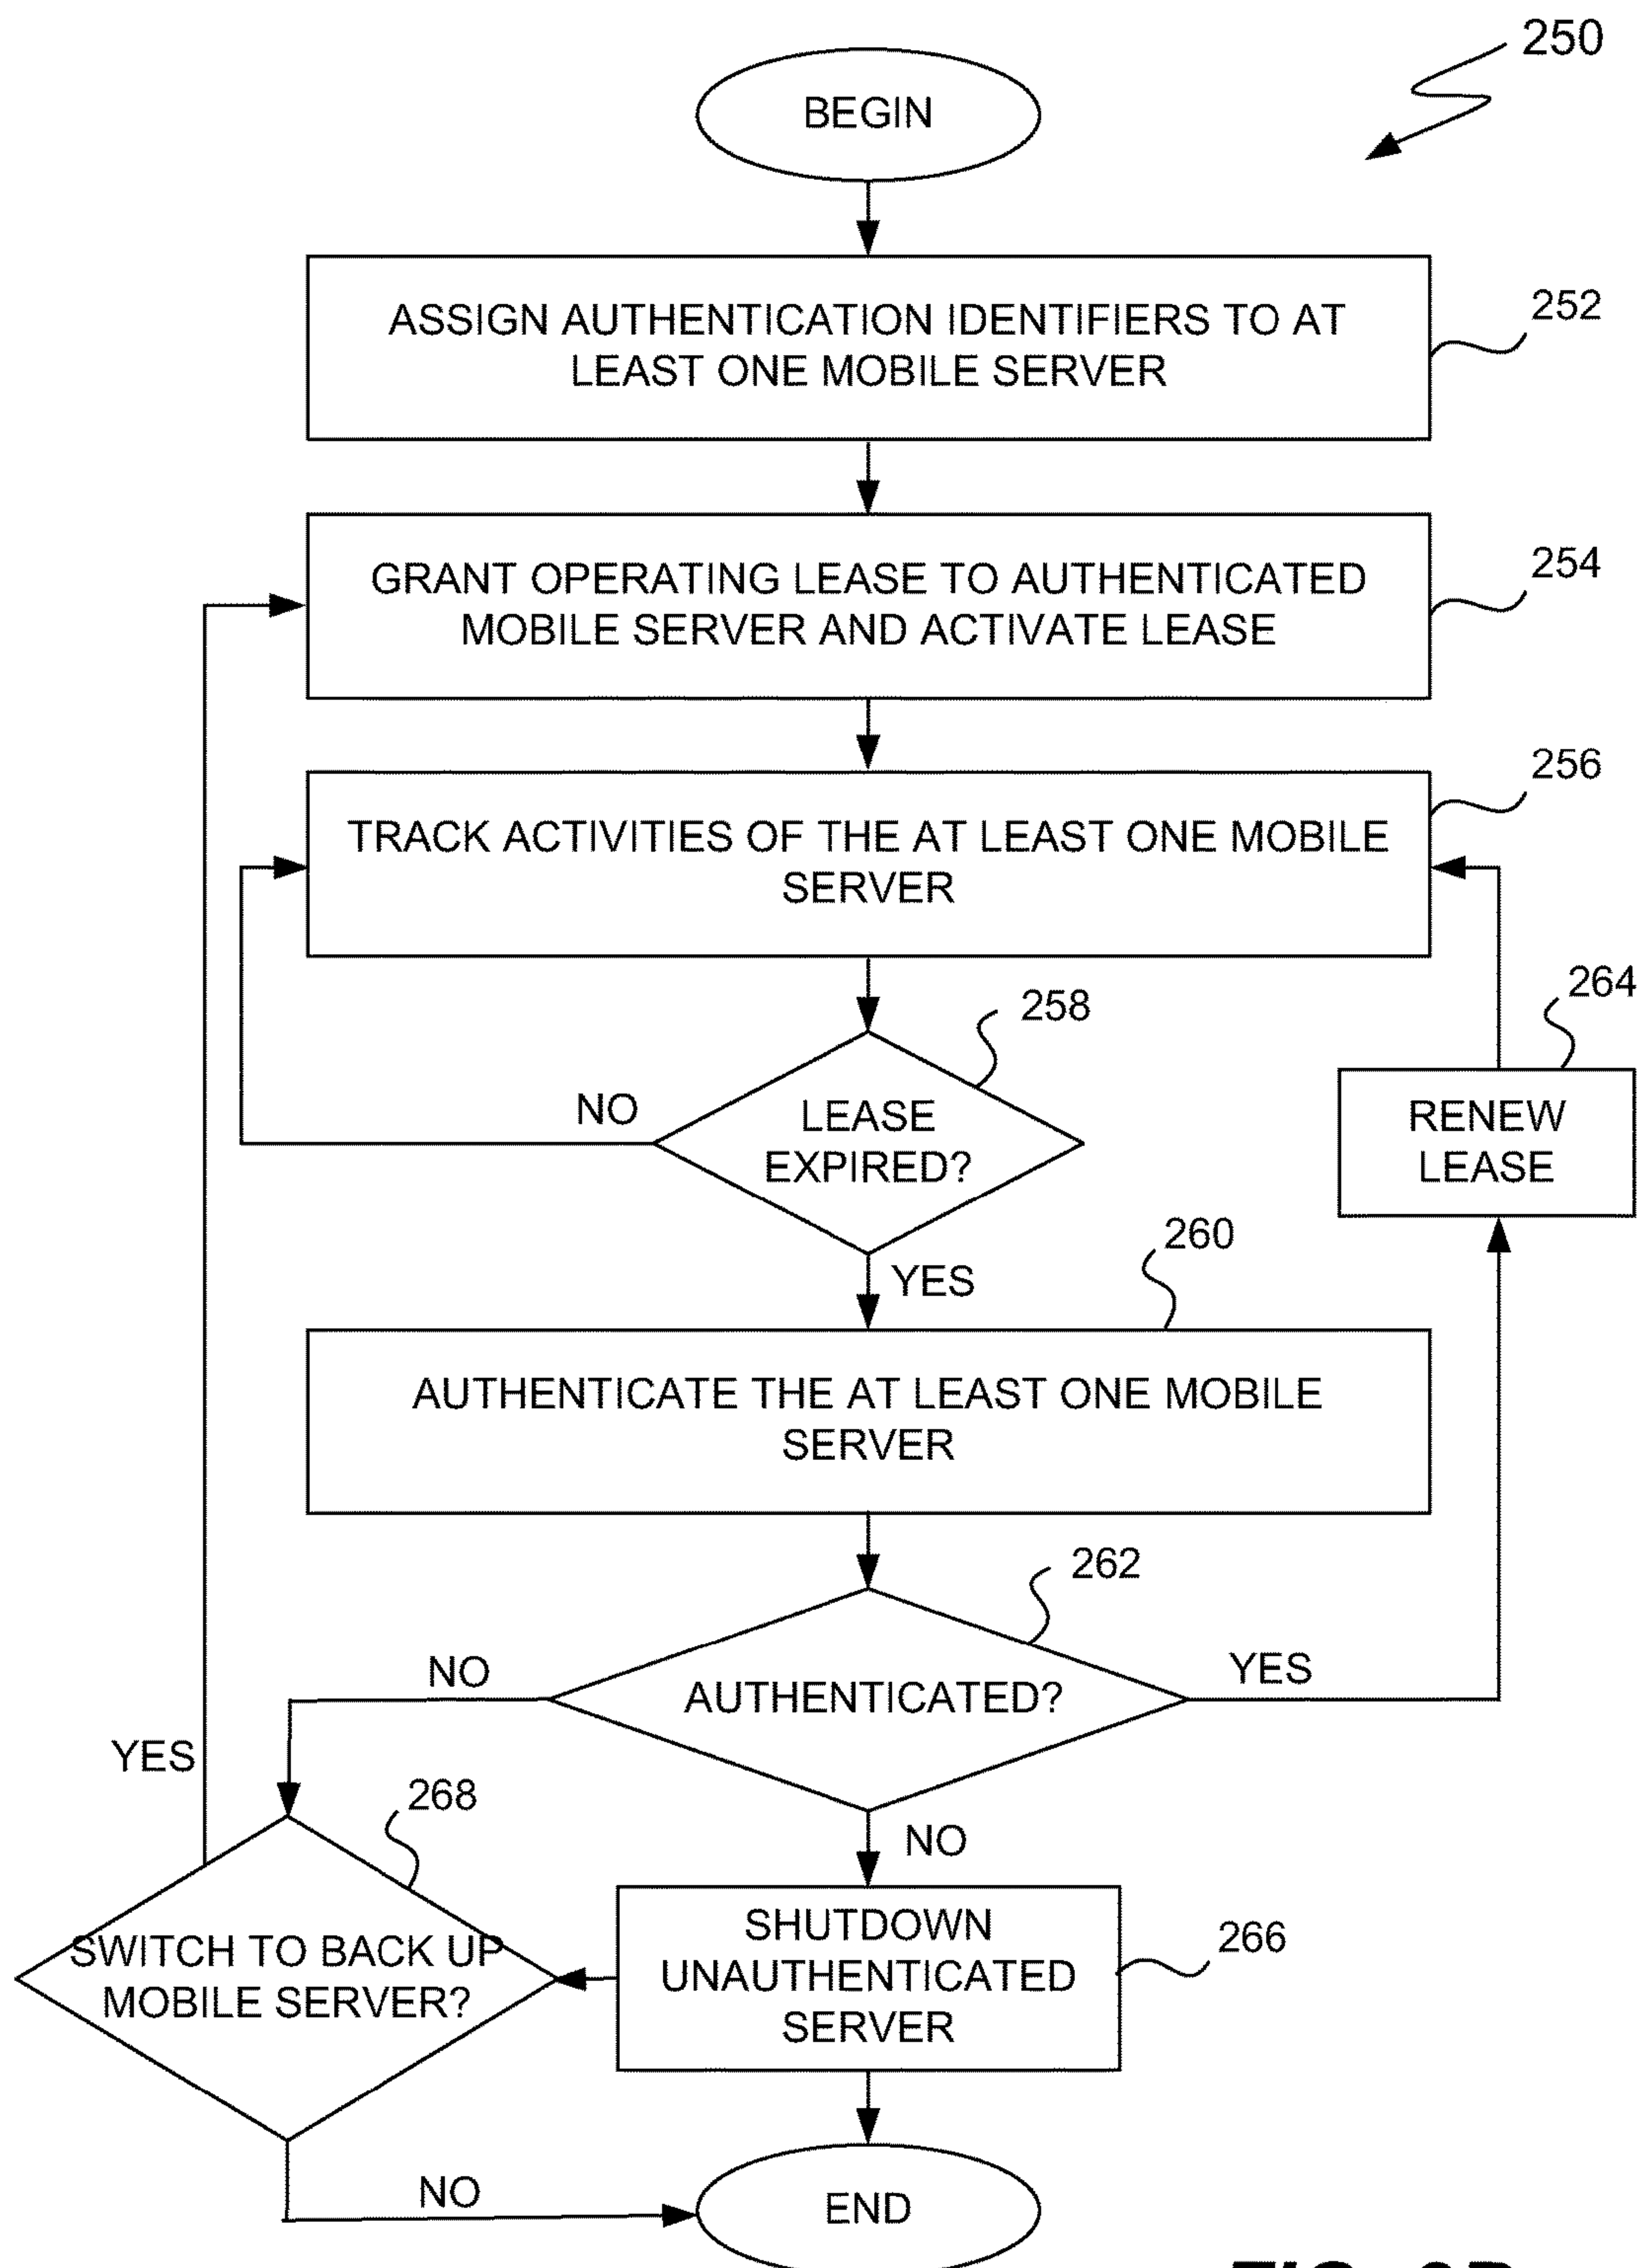 250
BEGIN
ASSIGN AUTHENTICATION IDENTIFIERS TO AT
LEAST ONE MOBILE SERVER
252
GRANT OPERATING LEASE TO AUTHENTICATED
MOBILE SERVER AND ACTIVATE LEASE
254
TRACK ACTIVITIES OF THE AT LEAST ONE MOBILE
SERVER
256
LEASE
EXPIRED?
258
NO
YES
RENEW
LEASE
264
AUTHENTICATE THE AT LEAST ONE MOBILE
SERVER
260
AUTHENTICATED?
262
NO
YES
NO
YES
SWITCH TO BACK UP
MOBILE SERVER?
268
SHUTDOWN
UNAUTHENTICATED
SERVER
266
NO
END